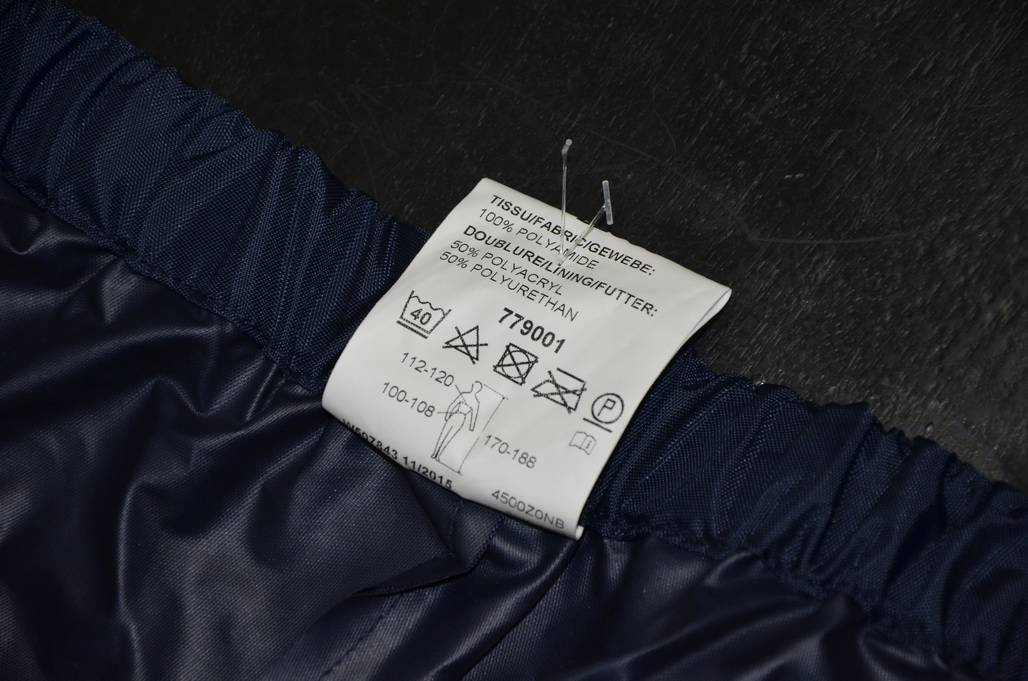 TISSU/FABRIC/GEWEBE:
100% POLYAMIDE
DOUBLURE/LINING/FUTTER:
50% POLYACRYL
50% POLYURETHAN
779001
40
P
112-120
100-108
170-188
11/2015
4500Z0NB